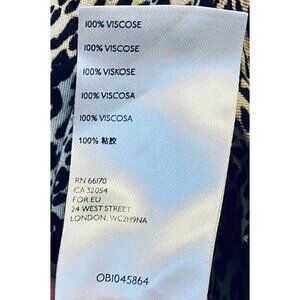 100% VISCOSE
100% VISCOSE
100% VISKOSE
100% VISCOSA
100% VISCOSA
100% 粘胶
RN 66170
CA 32054
FOR EU
24 WEST STREET
LONDON, WC2H9NA
OB1045864